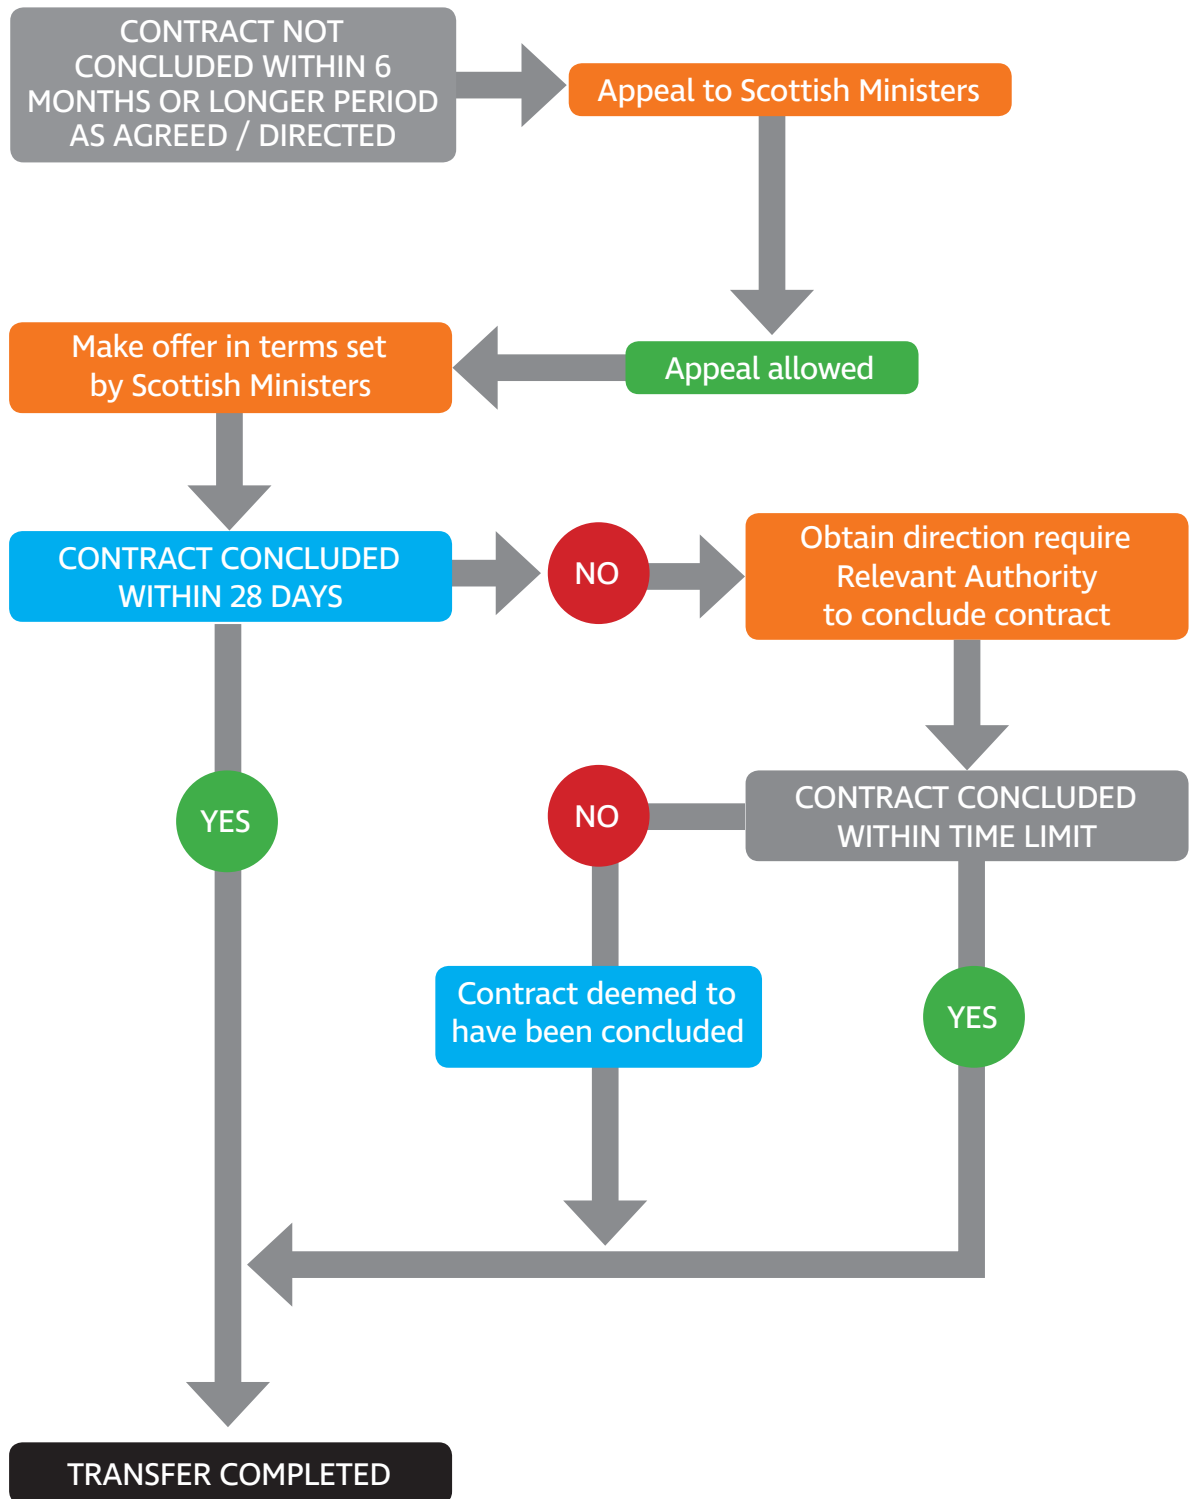 CONTRACT NOT
CONCLUDED WITHIN 6
MONTHS OR LONGER PERIOD
AS AGREED / DIRECTED
Appeal to Scottish Ministers
Appeal allowed
Make offer in terms set
by Scottish Ministers
CONTRACT CONCLUDED
WITHIN 28 DAYS
NO
Obtain direction require
Relevant Authority
to conclude contract
YES
NO
CONTRACT CONCLUDED
WITHIN TIME LIMIT
Contract deemed to
have been concluded
YES
TRANSFER COMPLETED